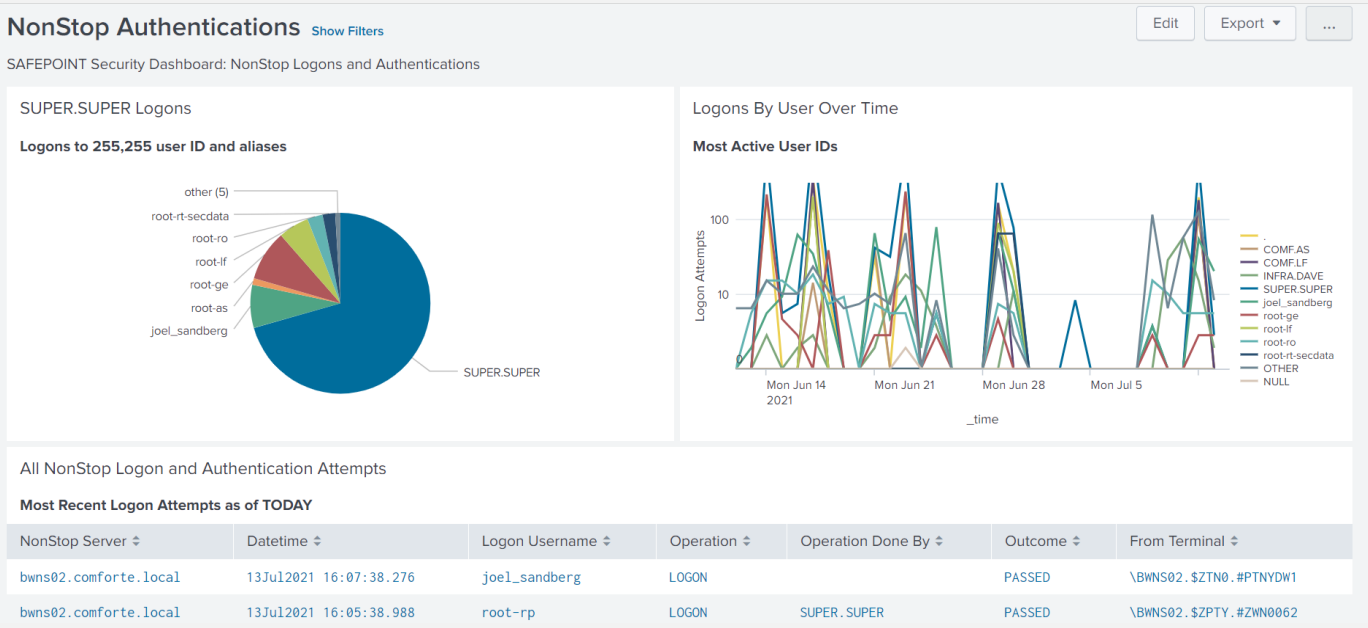 NonStop Authentications Show Filters
Edit Export ...
SAFEPOINT Security Dashboard: NonStop Logons and Authentications
SUPER.SUPER Logons
Logons to 255,255 user ID and aliases
other (5)
root-rt-secdata
root-ro
root-lf
root-ge
root-as
joel_sandberg
SUPER.SUPER
Logons By User Over Time
Most Active User IDs
Logon Attempts
100
10
0
Mon Jun 14
2021
Mon Jun 21
Mon Jun 28
Mon Jul 5
_time
.
COMF.AS
COMF.LF
INFRA.DAVE
SUPER.SUPER
joel_sandberg
root-ge
root-lf
root-ro
root-rt-secdata
OTHER
NULL
All NonStop Logon and Authentication Attempts
Most Recent Logon Attempts as of TODAY
NonStop Server Datetime Logon Username Operation Operation Done By Outcome From Terminal
bwns02.comforte.local 13Jul2021 16:07:38.276 joel_sandberg LOGON PASSED \BWNS02.$ZTN0.#PTNYDW1
bwns02.comforte.local 13Jul2021 16:05:38.988 root-rp LOGON SUPER.SUPER PASSED \BWNS02.$ZPTY.#ZWN0062